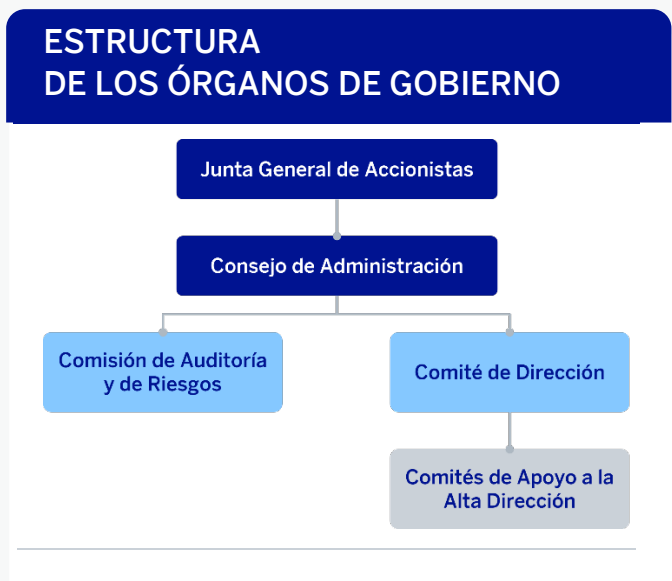 ESTRUCTURA
DE LOS ÓRGANOS DE GOBIERNO
Junta General de Accionistas
Consejo de Administración
Comisión de Auditoría
y de Riesgos
Comité de Dirección
Comités de Apoyo a la
Alta Dirección